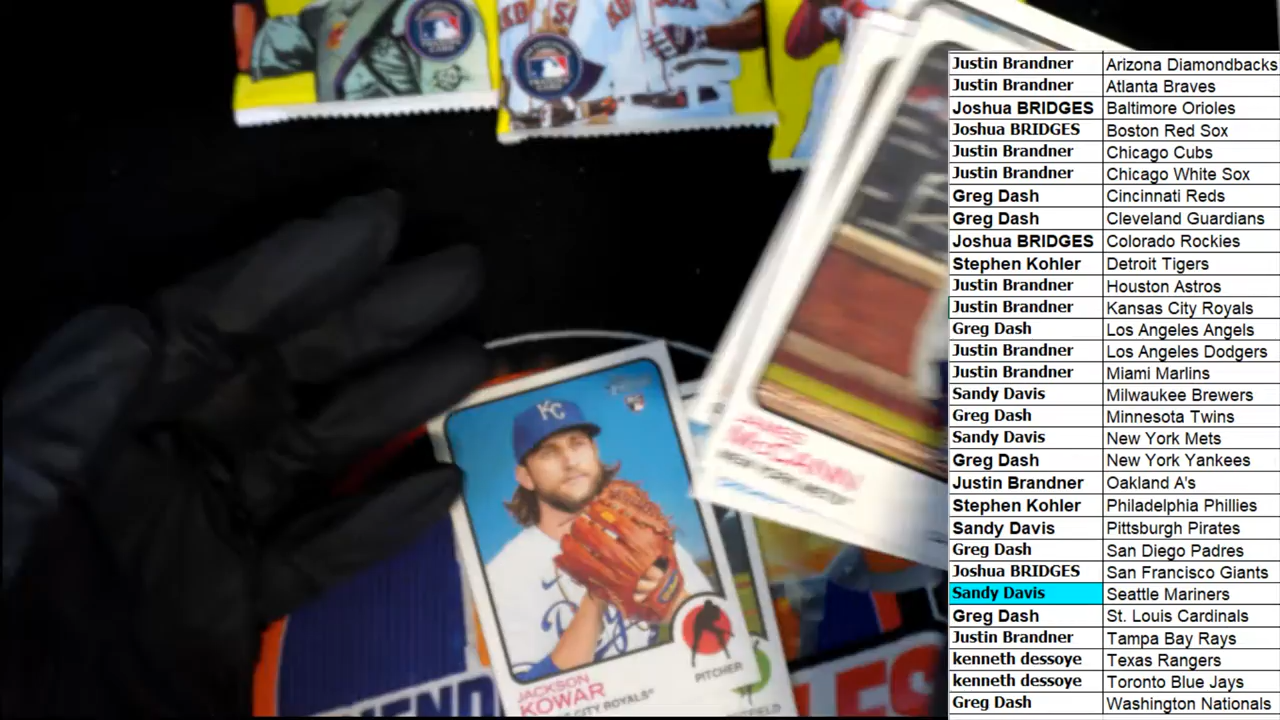 Justin Brandner Arizona Diamondbacks
Justin Brandner Atlanta Braves
Joshua BRIDGES Baltimore Orioles
Joshua BRIDGES Boston Red Sox
Justin Brandner Chicago Cubs
Justin Brandner Chicago White Sox
Greg Dash Cincinnati Reds
Greg Dash Cleveland Guardians
Joshua BRIDGES Colorado Rockies
Stephen Kohler Detroit Tigers
Justin Brandner Houston Astros
Justin Brandner Kansas City Royals
Greg Dash Los Angeles Angels
Justin Brandner Los Angeles Dodgers
Justin Brandner Miami Marlins
Sandy Davis Milwaukee Brewers
Greg Dash Minnesota Twins
Sandy Davis New York Mets
Greg Dash New York Yankees
Justin Brandner Oakland A's
Stephen Kohler Philadelphia Phillies
Sandy Davis Pittsburgh Pirates
Greg Dash San Diego Padres
Joshua BRIDGES San Francisco Giants
Sandy Davis Seattle Mariners
Greg Dash St. Louis Cardinals
Justin Brandner Tampa Bay Rays
kenneth dessoye Texas Rangers
kenneth dessoye Toronto Blue Jays
Greg Dash Washington Nationals
MCCANN
NEW YORK METS
KC
PITCHER
JACKSON
KOWAR
CITY ROYALS